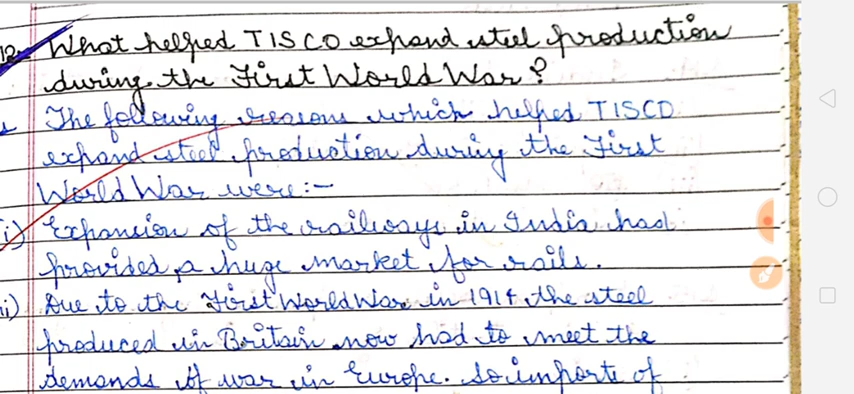 12. What helped TISCO expand steel production
during the First World War?
The following reasons which helped TISCO
expand steel production during the First
World War were:-
i) Expansion of the railways in India had
provided a huge market for rails.
ii) Due to the First World War in 1914, the steel
produced in Britain now had to meet the
demands of war in Europe. So imports of